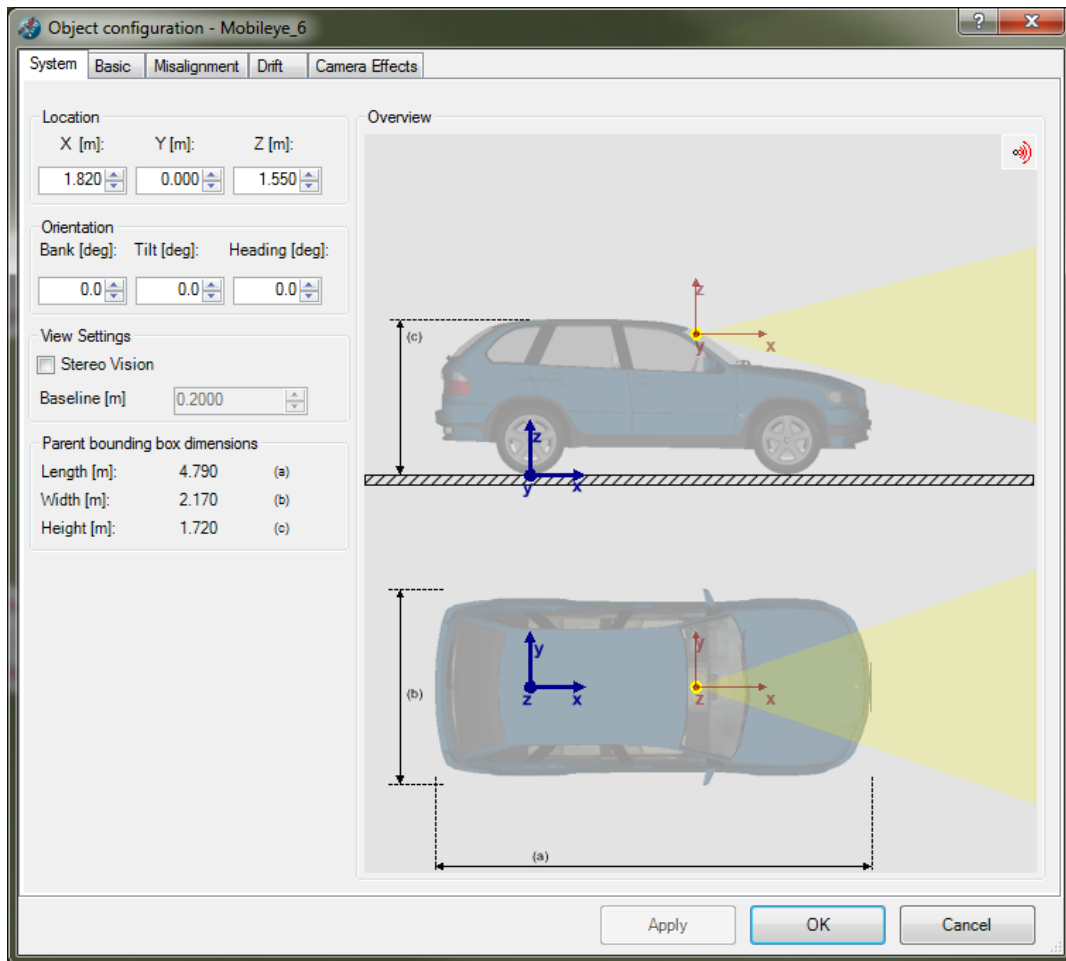 Object configuration - Mobileye_6
?
X
System Basic Misalignment Drift Camera Effects
Location
X [m]: Y [m]: Z [m]:
1.820 0.000 1.550
Orientation
Bank [deg]: Tilt [deg]: Heading [deg]:
0.0 0.0 0.0
View Settings
Stereo Vision
Baseline [m] 0.2000
Parent bounding box dimensions
Length [m]: 4.790 (a)
Width [m]: 2.170 (b)
Height [m]: 1.720 (c)
Overview
z
(c)
y x
z
y x
y y
(b)
z x z x
(a)
Apply OK Cancel